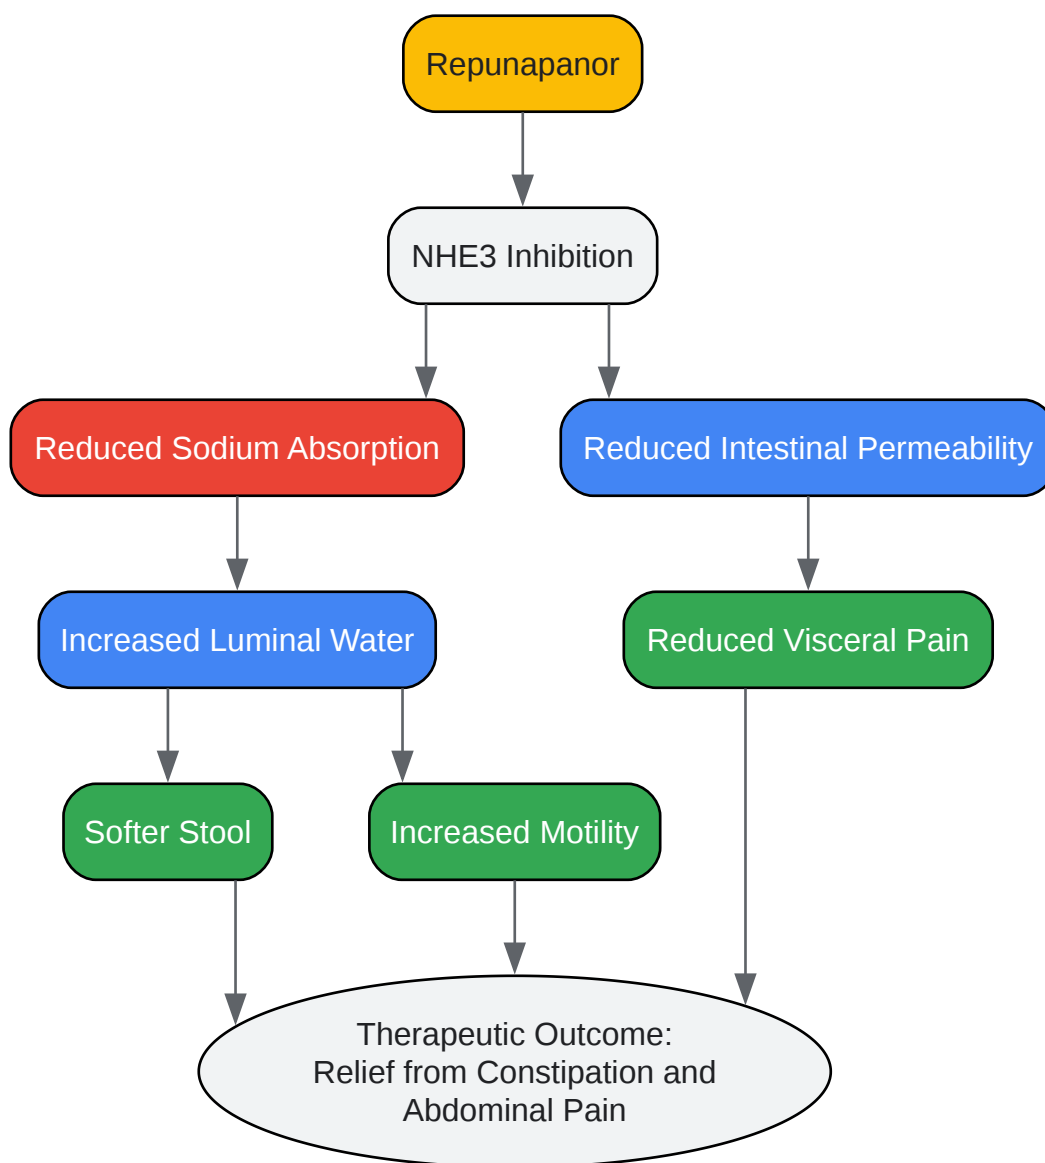 Repunapanor
NHE3 Inhibition
Reduced Sodium Absorption
Reduced Intestinal Permeability
Increased Luminal Water
Reduced Visceral Pain
Softer Stool
Increased Motility
Therapeutic Outcome:
Relief from Constipation and
Abdominal Pain